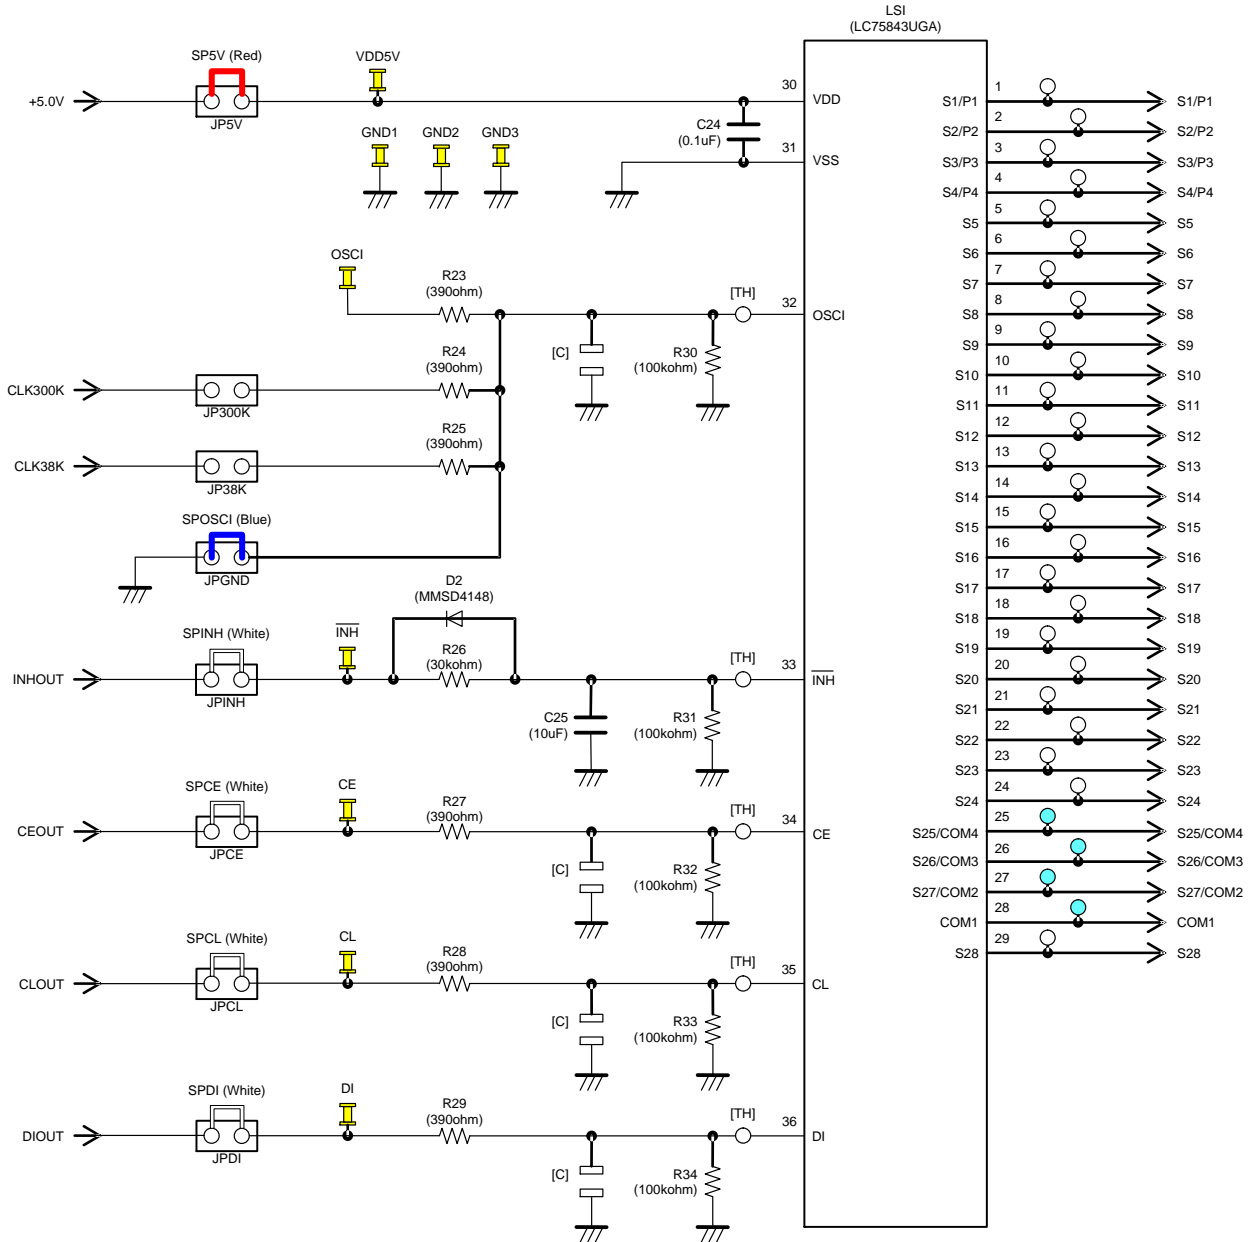 LSI
(LC75843UGA)
SP5V (Red)
VDD5V
+5.0V
JP5V
30
VDD
GND1
GND2
GND3
C24
(0.1uF)
31
VSS
OSCI
R23
(390ohm)
[TH]
32
OSCI
[C]
R30
(100kohm)
R24
(390ohm)
CLK300K
JP300K
R25
(390ohm)
CLK38K
JP38K
SPOSCI (Blue)
JPGND
D2
(MMSD4148)
SPINH (White)
INH
R26
(30kohm)
[TH]
33
INH
INHOUT
JPINH
C25
(10uF)
R31
(100kohm)
SPCE (White)
CE
R27
(390ohm)
[TH]
34
CE
CEOUT
JPCE
[C]
R32
(100kohm)
SPCL (White)
CL
R28
(390ohm)
[TH]
35
CL
CLOUT
JPCL
[C]
R33
(100kohm)
SPDI (White)
DI
R29
(390ohm)
[TH]
36
DI
DIOUT
JPDI
[C]
R34
(100kohm)
S1/P1 1 S1/P1
S2/P2 2 S2/P2
S3/P3 3 S3/P3
S4/P4 4 S4/P4
S5 5 S5
S6 6 S6
S7 7 S7
S8 8 S8
S9 9 S9
S10 10 S10
S11 11 S11
S12 12 S12
S13 13 S13
S14 14 S14
S15 15 S15
S16 16 S16
S17 17 S17
S18 18 S18
S19 19 S19
S20 20 S20
S21 21 S21
S22 22 S22
S23 23 S23
S24 24 S24
S25/COM4 25 S25/COM4
S26/COM3 26 S26/COM3
S27/COM2 27 S27/COM2
COM1 28 COM1
S28 29 S28